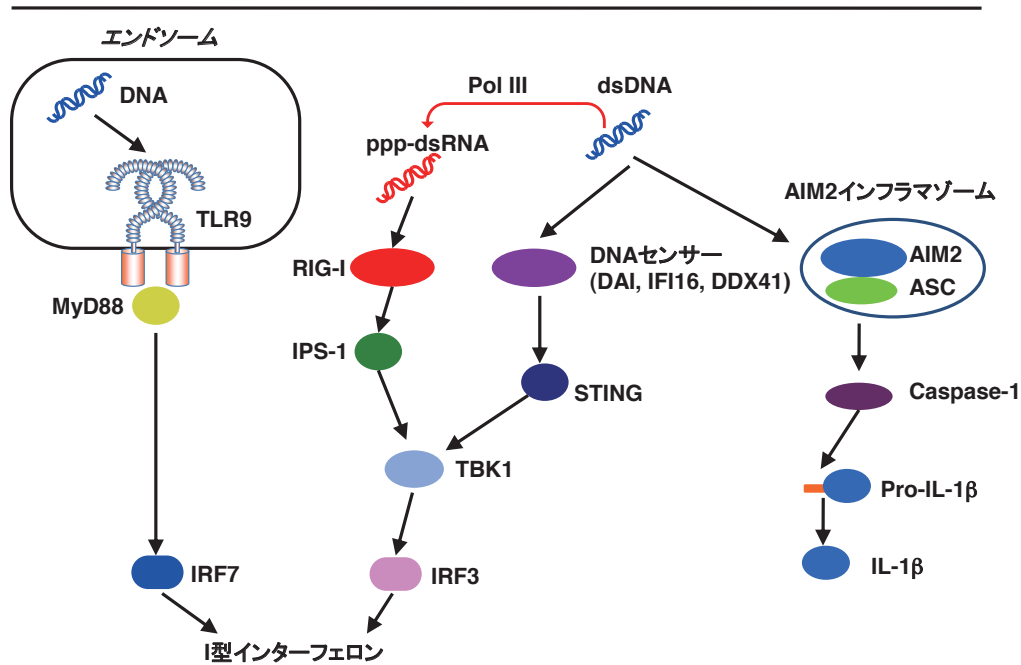 エンドソーム
DNA
TLR9
MyD88
IRF7
Pol III
dsDNA
ppp-dsRNA
RIG-I
IPS-1
DNAセンサー
(DAI, IFI16, DDX41)
STING
TBK1
IRF3
I型インターフェロン
AIM2インフラマゾーム
AIM2
ASC
Caspase-1
Pro-IL-1β
IL-1β